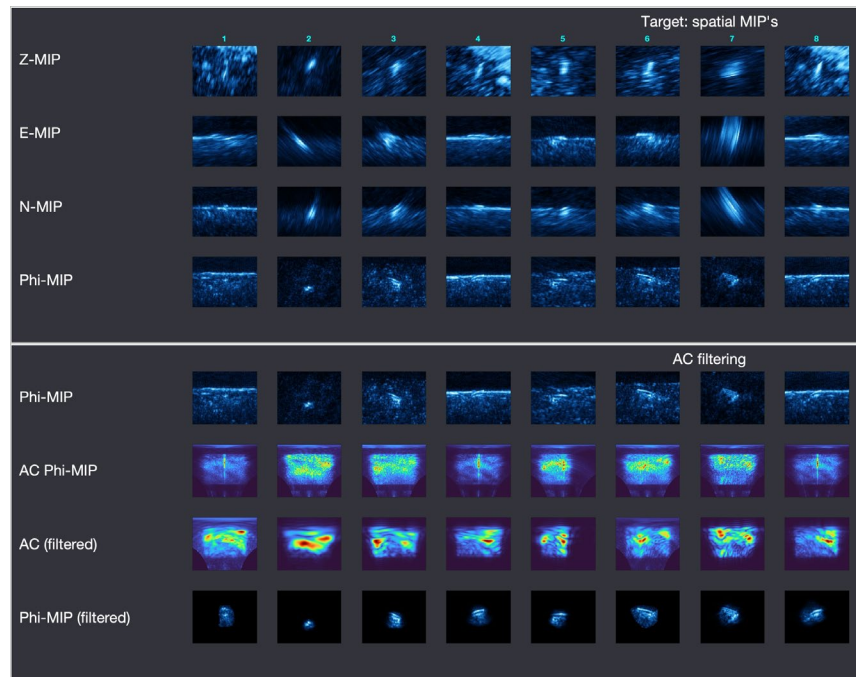 Target: spatial MIP's
1 2 3 4 5 6 7 8
Z-MIP
E-MIP
N-MIP
Phi-MIP
AC filtering
Phi-MIP
AC Phi-MIP
AC (filtered)
Phi-MIP (filtered)